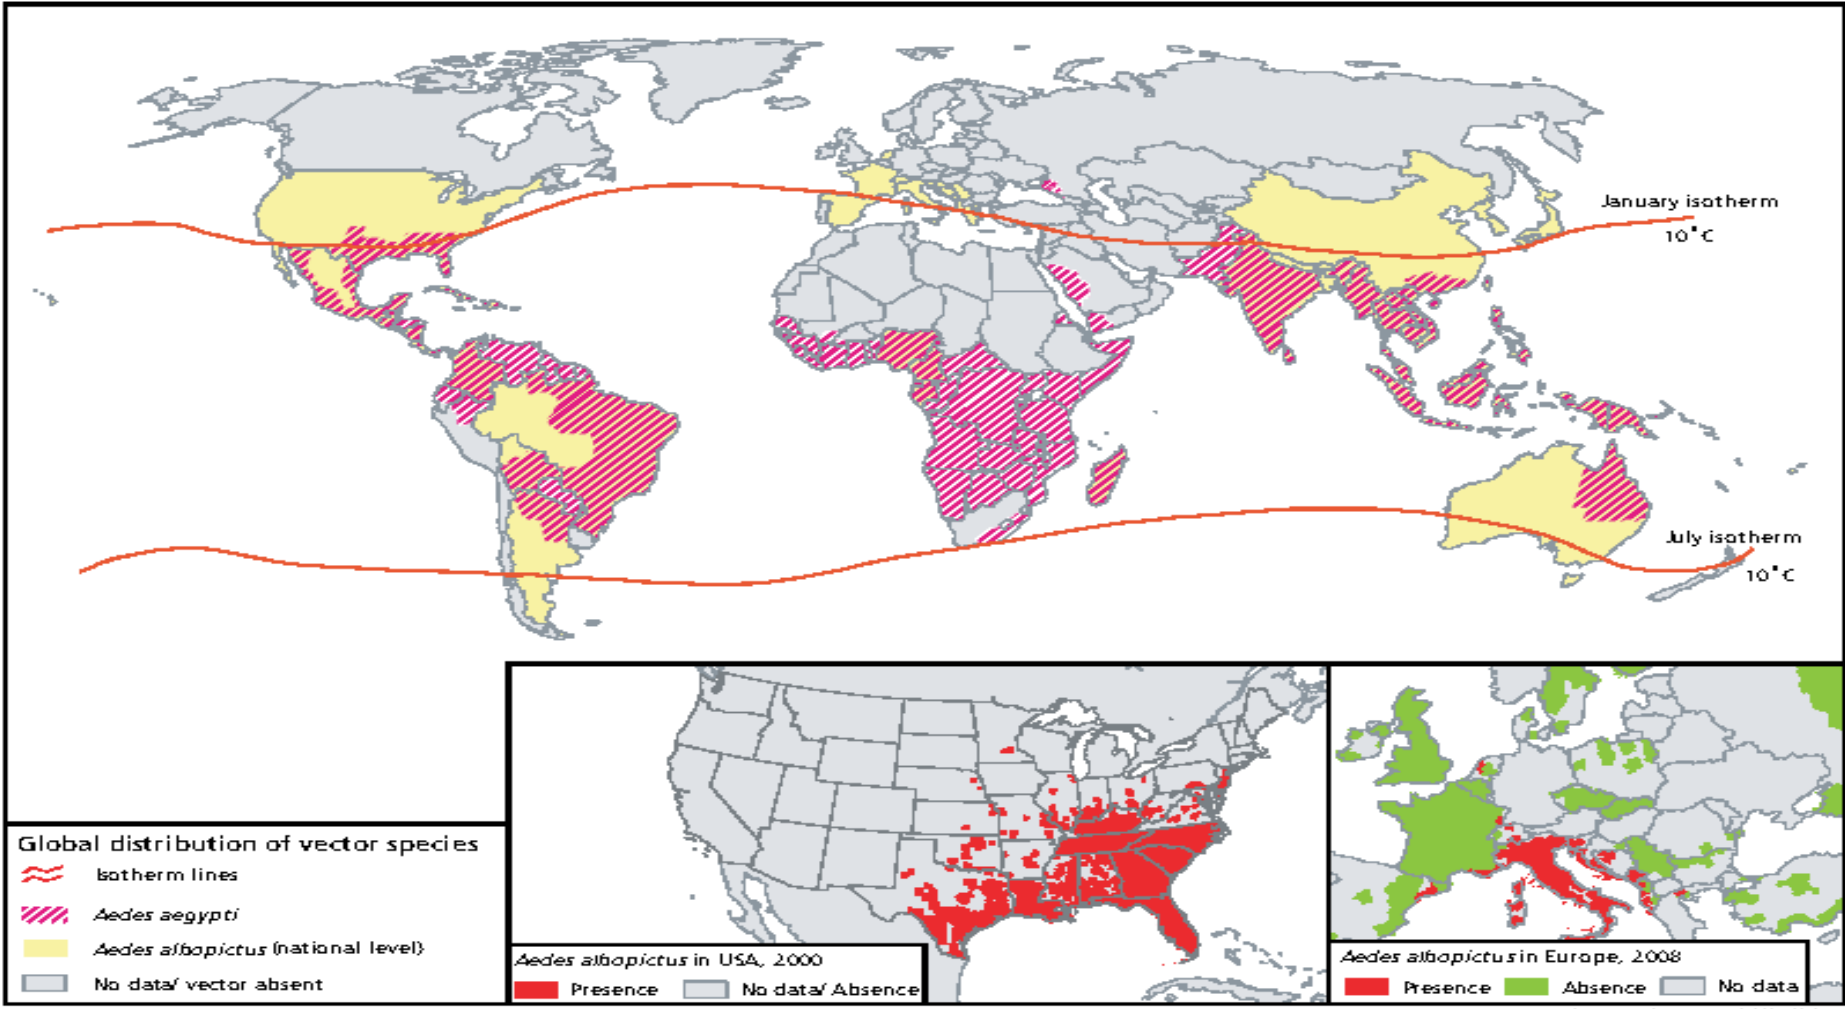 January isotherm
10°C
July isotherm
10°C
Global distribution of vector species
Isotherm lines
Aedes aegypti
Aedes albopictus (national level)
No data/ vector absent
Aedes albopictus in USA, 2000
Presence No data/ Absence
Aedes albopictus in Europe, 2008
Presence Absence No data